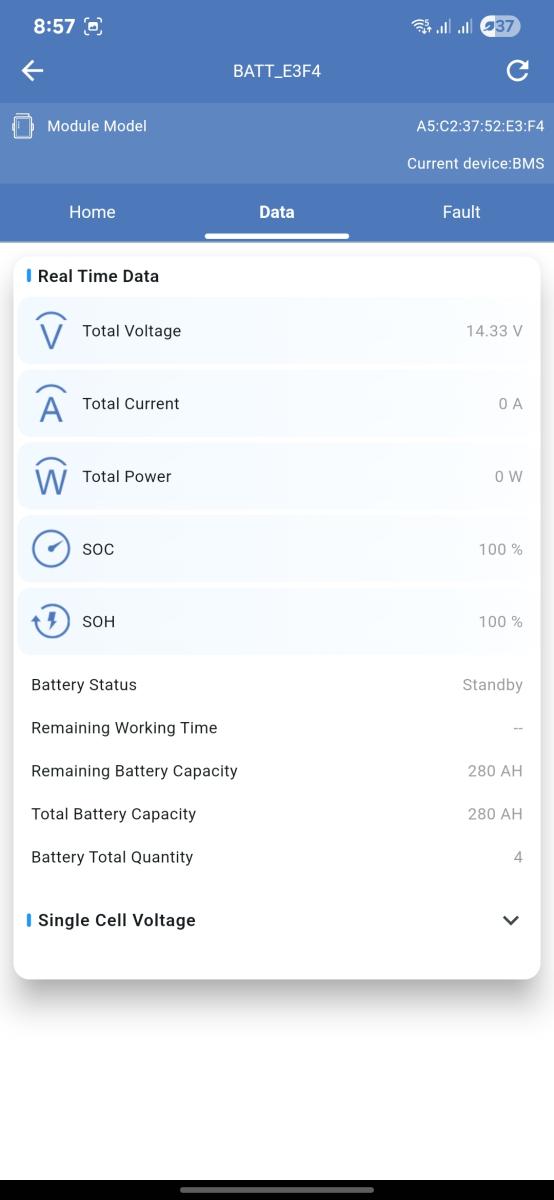 8:57
37
BATT_E3F4
Module Model A5:C2:37:52:E3:F4
Current device:BMS
Home Data Fault
Real Time Data
V Total Voltage 14.33 V
A Total Current 0 A
W Total Power 0 W
SOC 100 %
SOH 100 %
Battery Status Standby
Remaining Working Time --
Remaining Battery Capacity 280 AH
Total Battery Capacity 280 AH
Battery Total Quantity 4
Single Cell Voltage